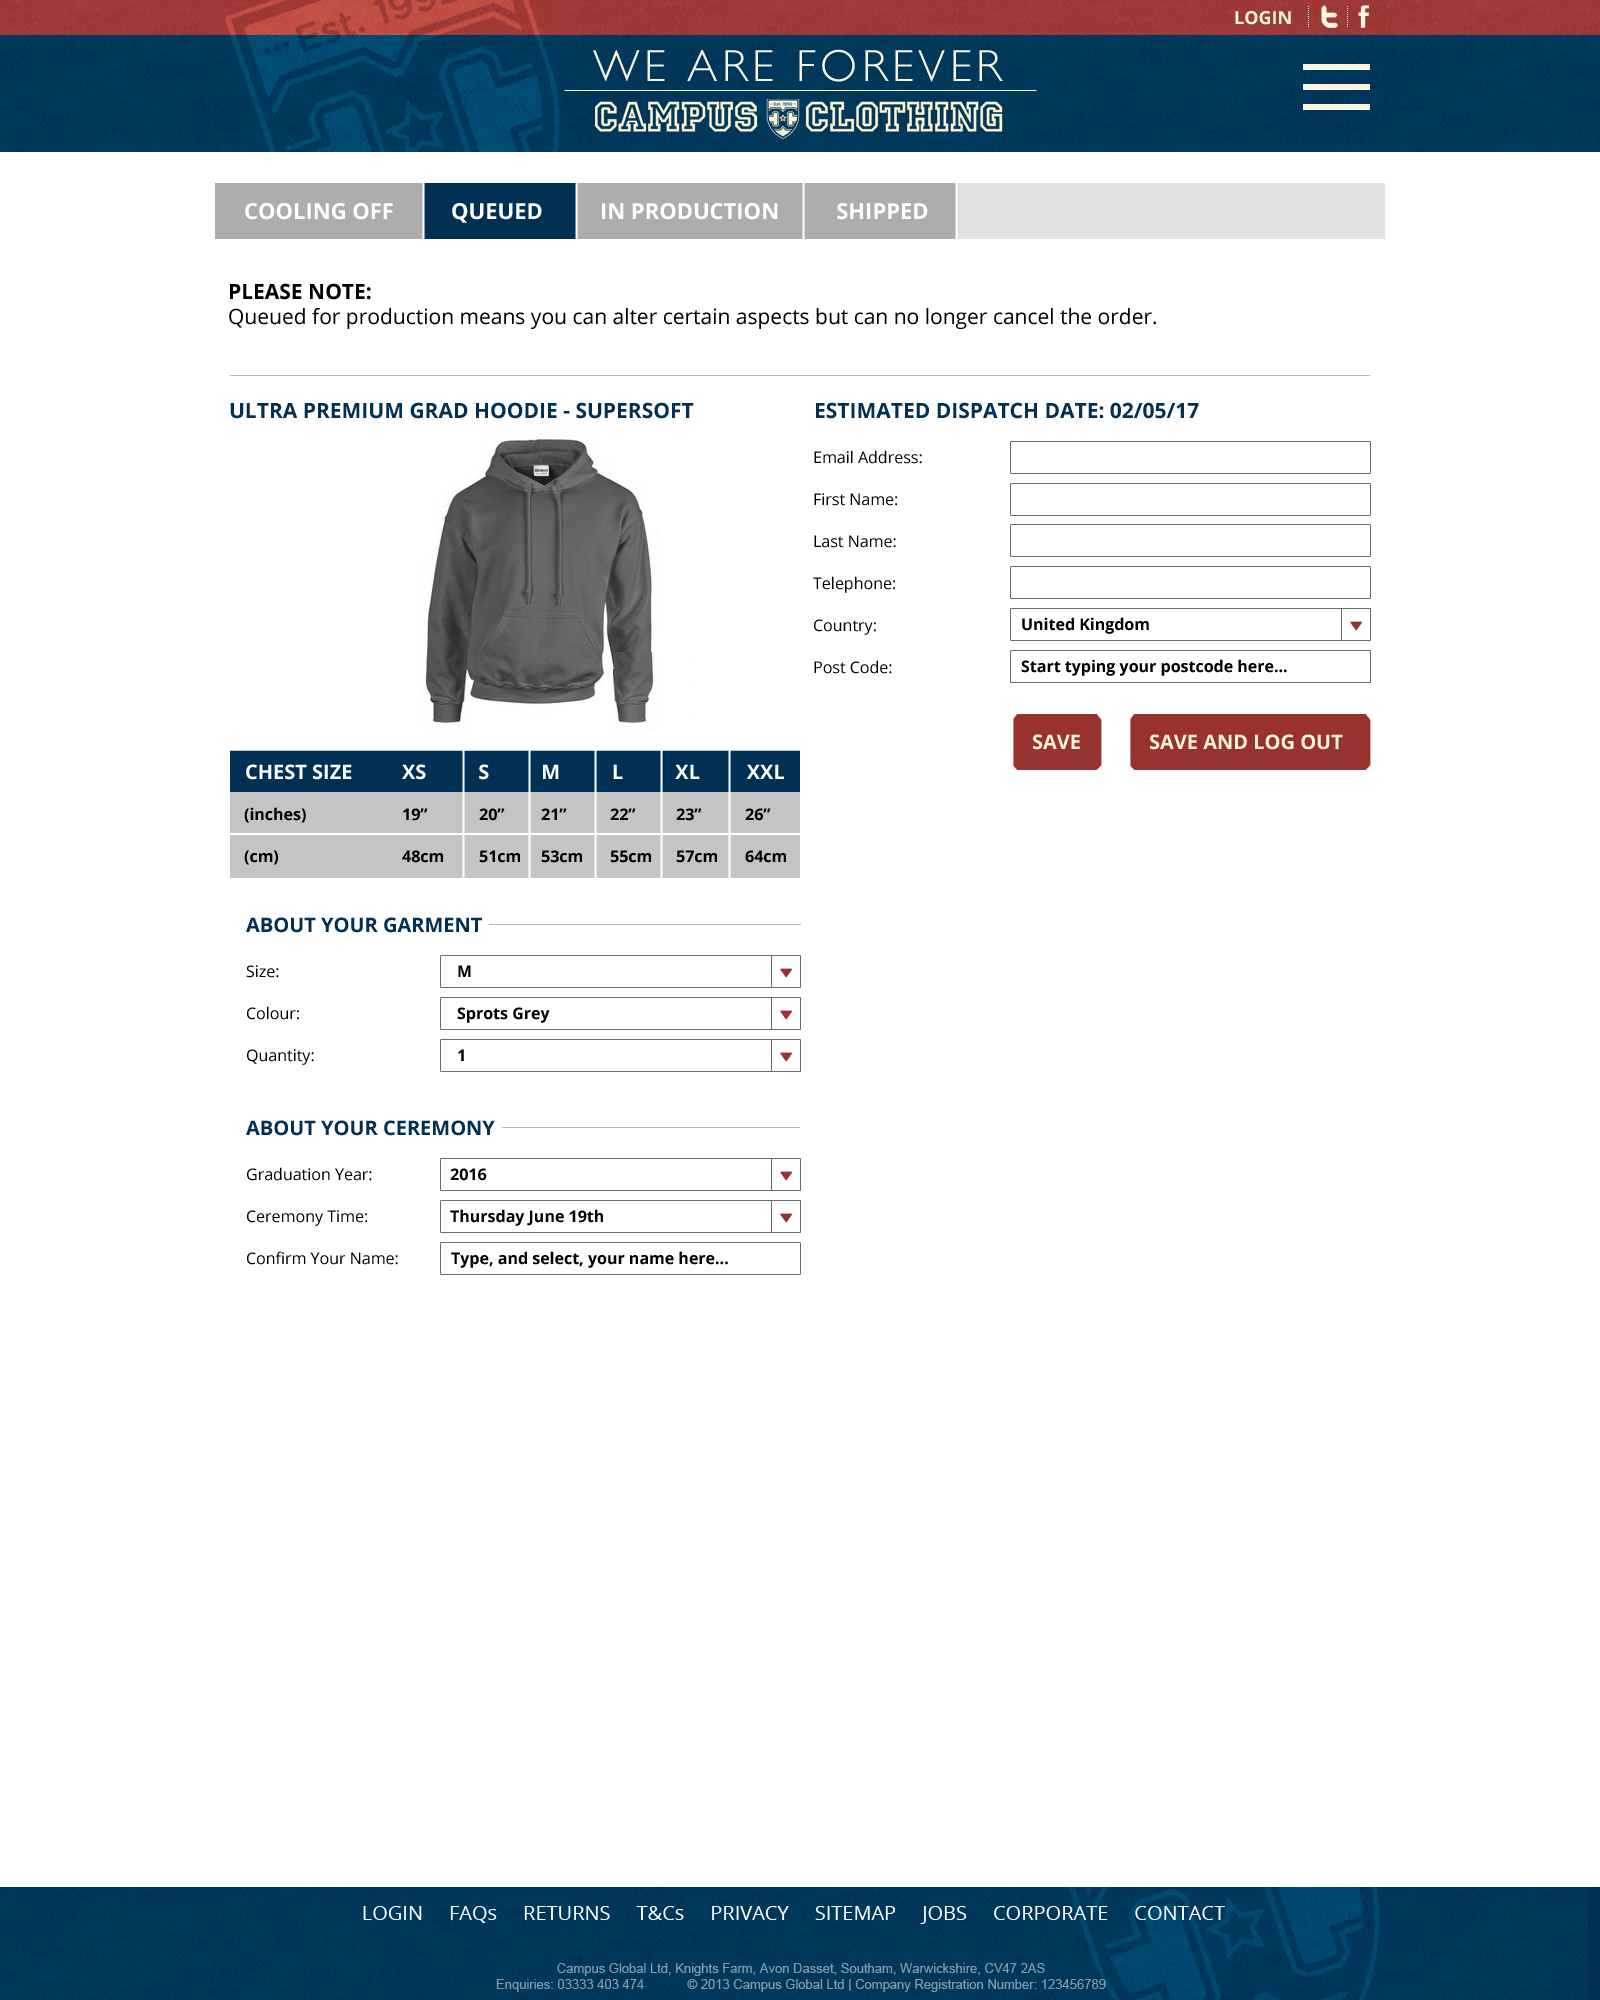 ... Est. 1992
LOGIN
WE ARE FOREVER
CAMPUS CLOTHING
Est. 1992
COOLING OFF QUEUED IN PRODUCTION SHIPPED
PLEASE NOTE:
Queued for production means you can alter certain aspects but can no longer cancel the order.
ULTRA PREMIUM GRAD HOODIE - SUPERSOFT
CHEST SIZE XS S M L XL XXL
(inches) 19” 20” 21” 22” 23” 26”
(cm) 48cm 51cm 53cm 55cm 57cm 64cm
ABOUT YOUR GARMENT
Size: M
Colour: Sprots Grey
Quantity: 1
ABOUT YOUR CEREMONY
Graduation Year: 2016
Ceremony Time: Thursday June 19th
Confirm Your Name: Type, and select, your name here...
ESTIMATED DISPATCH DATE: 02/05/17
Email Address:
First Name:
Last Name:
Telephone:
Country: United Kingdom
Post Code: Start typing your postcode here...
SAVE SAVE AND LOG OUT
LOGIN FAQs RETURNS T&Cs PRIVACY SITEMAP JOBS CORPORATE CONTACT
Campus Global Ltd, Knights Farm, Avon Dasset, Southam, Warwickshire, CV47 2AS
Enquiries: 03333 403 474 © 2013 Campus Global Ltd | Company Registration Number: 123456789